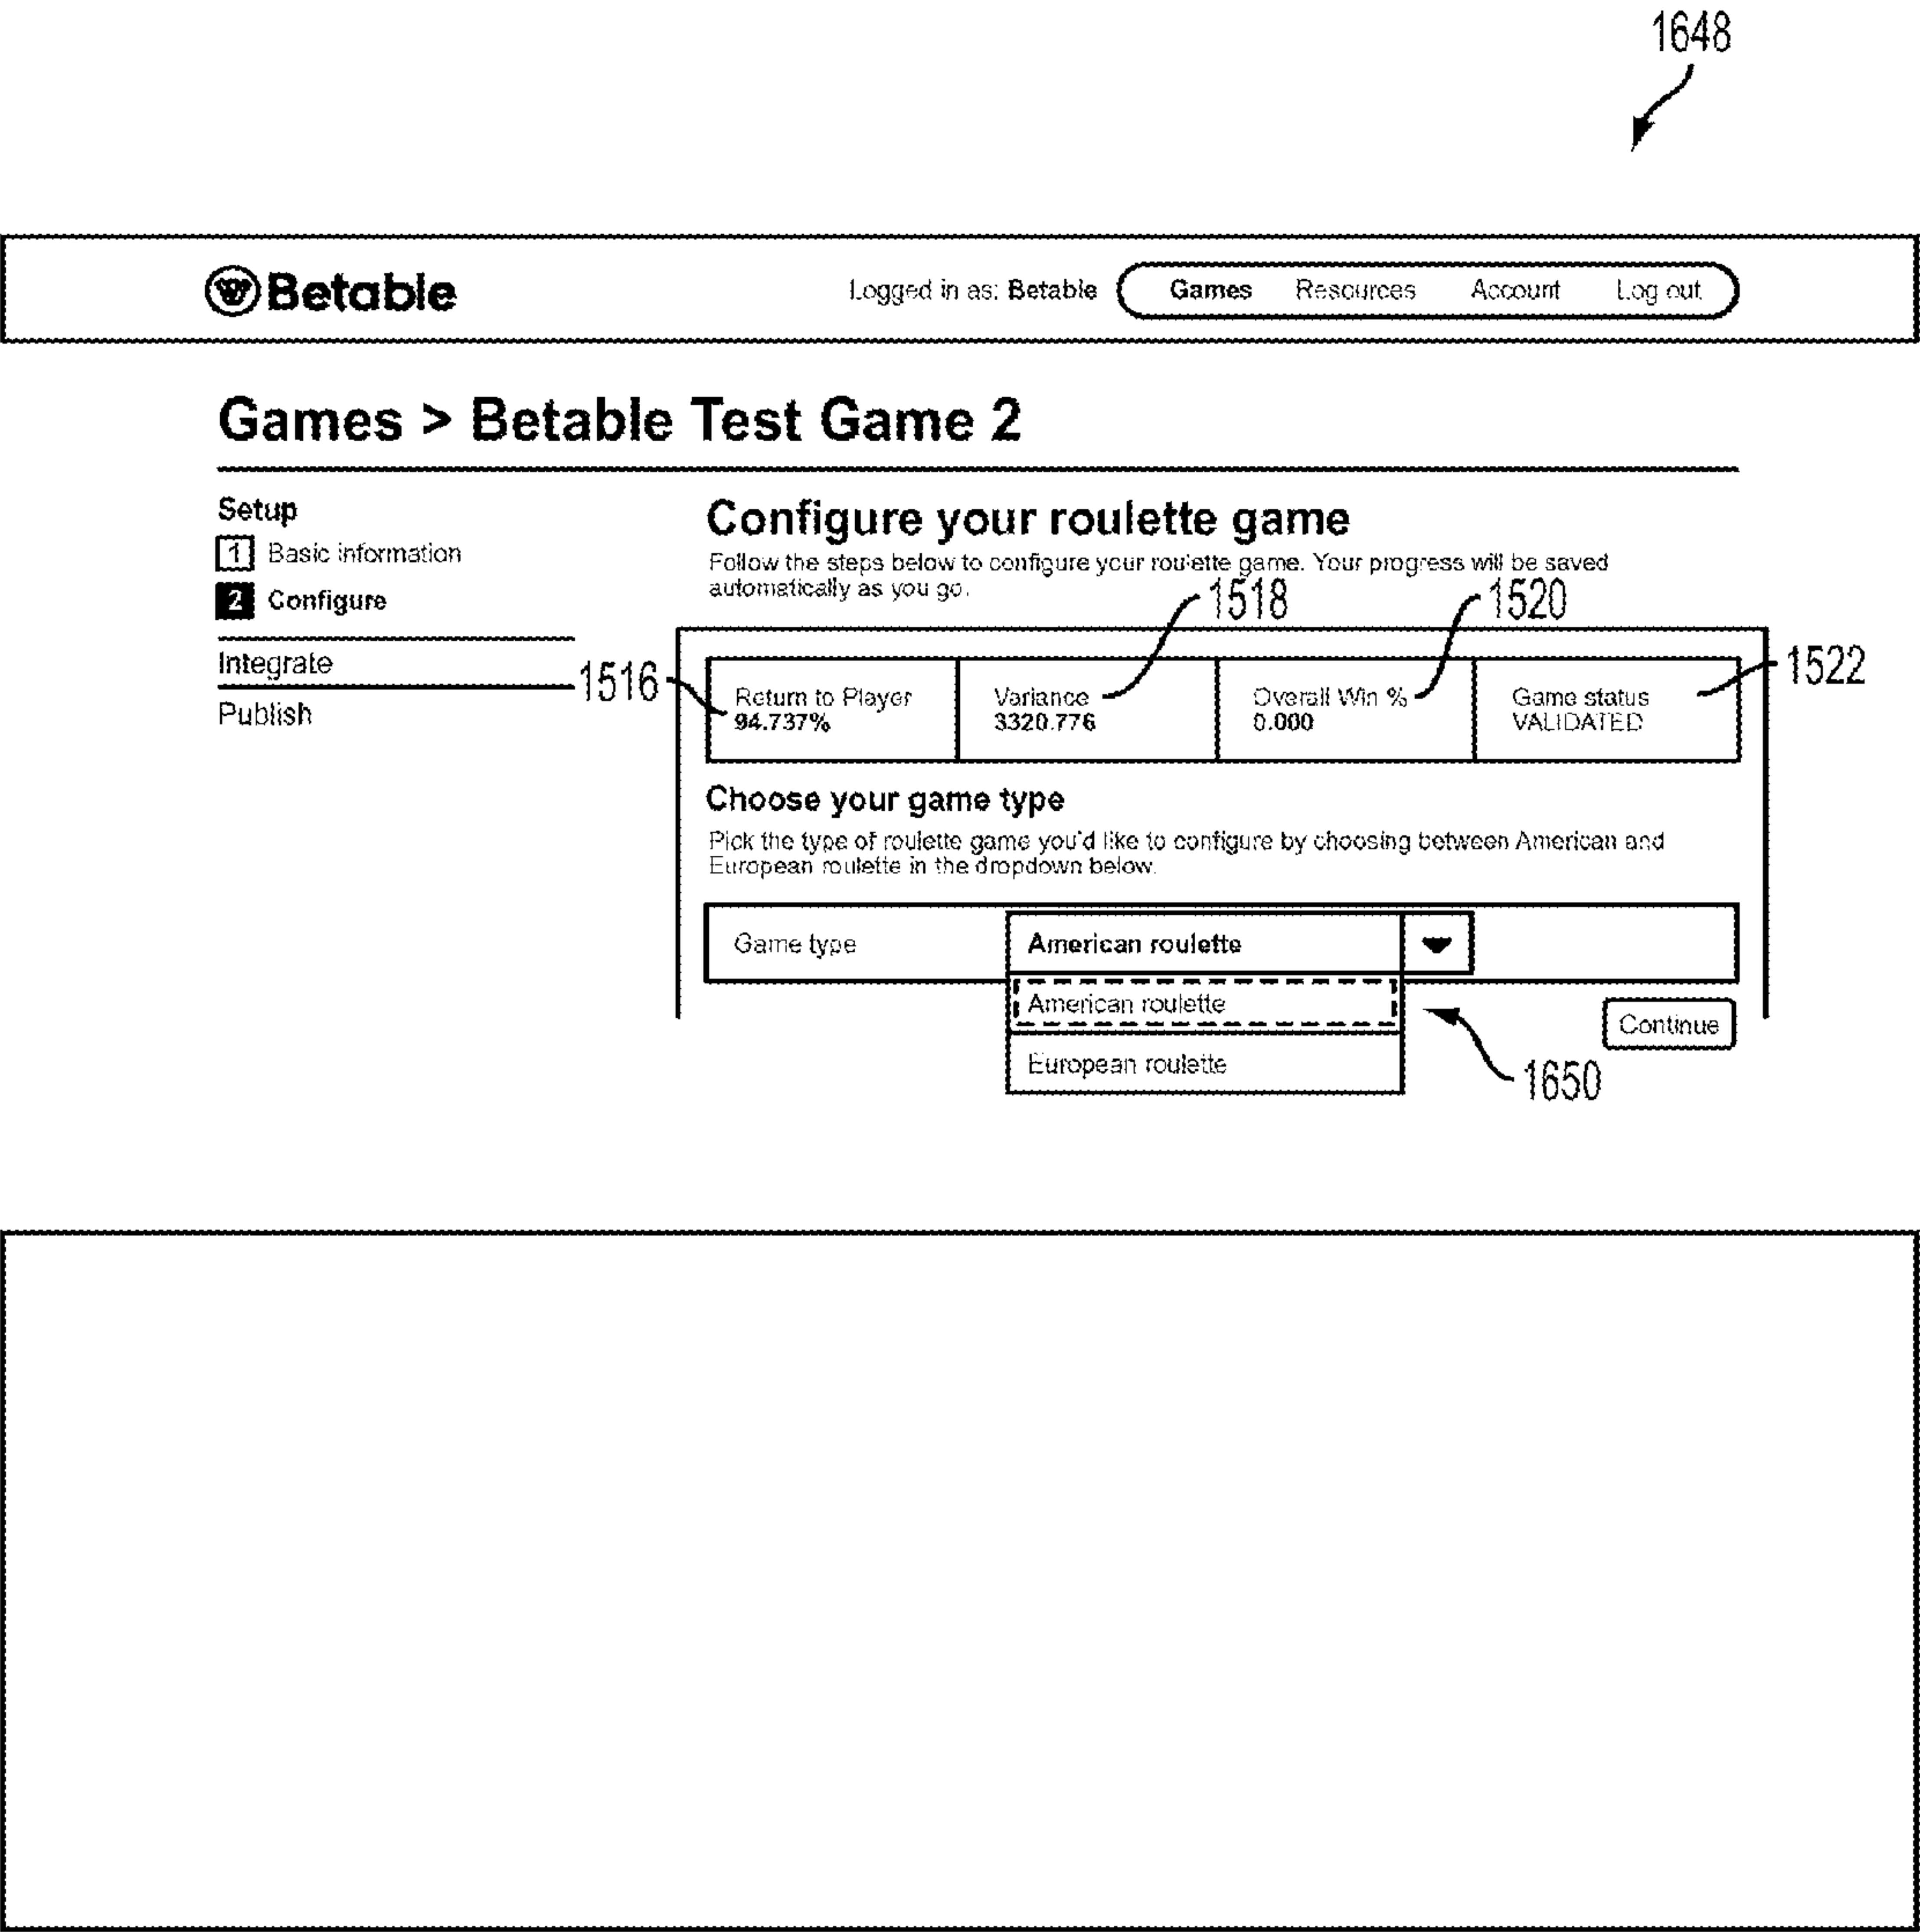 1648
Betable
Logged in as: Betable Games Resources Account Log out
Games > Betable Test Game 2
Setup
1 Basic information
2 Configure
Integrate
Publish
Configure your roulette game
Follow the steps below to configure your roulette game. Your progress will be saved
automatically as you go.
1518
1520
1516
1522
Return to Player
94.737%
Variance
3320.776
Overall Win %
0.000
Game status
VALIDATED
Choose your game type
Pick the type of roulette game you'd like to configure by choosing between American and
European roulette in the dropdown below.
Game type
American roulette
American roulette
European roulette
Continue
1650